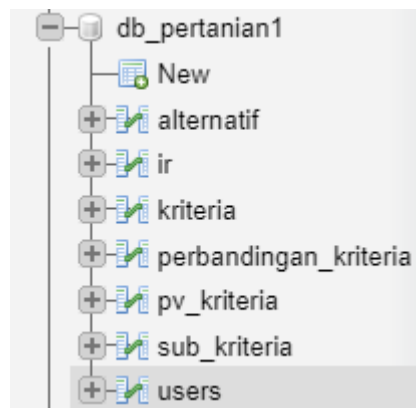 db_pertanian1
New
alternatif
ir
kriteria
perbandingan_kriteria
pv_kriteria
sub_kriteria
users